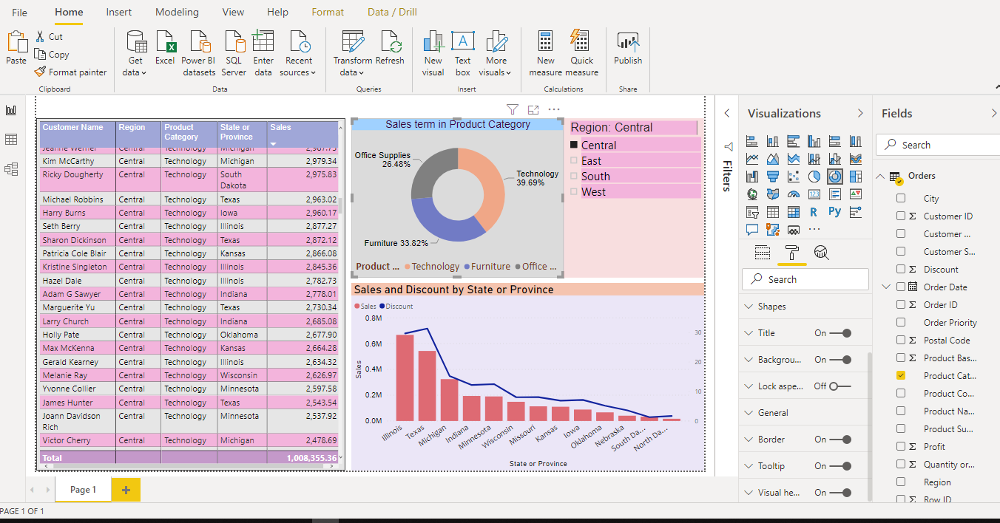 File Home Insert Modeling View Help Format Data / Drill
Paste
Cut
Copy
Format painter
Clipboard
Get data
Excel
Power BI datasets
SQL Server
Enter data
Recent sources
Data
Transform data
Refresh
Queries
New visual
A
Text box
More visuals
Insert
New measure
Quick measure
Calculations
Publish
Share
Customer Name Region Product Category State or Province Sales
Jeanne Werner Central Technology Michigan
Kim McCarthy Central Technology Michigan 2,979.34
Ricky Dougherty Central Technology South Dakota 2,975.83
Michael Robbins Central Technology Texas 2,963.02
Harry Burns Central Technology Iowa 2,960.17
Seth Berry Central Technology Illinois 2,877.27
Sharon Dickinson Central Technology Texas 2,872.12
Patricia Cole Blair Central Technology Kansas 2,866.08
Kristine Singleton Central Technology Illinois 2,845.36
Hazel Dale Central Technology Illinois 2,782.73
Adam G Sawyer Central Technology Indiana 2,778.01
Marguerite Yu Central Technology Texas 2,730.34
Larry Church Central Technology Indiana 2,685.08
Holly Pate Central Technology Oklahoma 2,677.90
Max McKenna Central Technology Kansas 2,664.28
Gerald Kearney Central Technology Illinois 2,634.32
Melanie Ray Central Technology Wisconsin 2,626.97
Yvonne Collier Central Technology Minnesota 2,597.58
James Hunter Central Technology Texas 2,543.54
Joann Davidson Rich Central Technology Minnesota 2,537.92
Victor Cherry Central Technology Michigan 2,478.69
Total 1,008,355.36
Sales term in Product Category
Office Supplies
26.48%
Technology
39.69%
Furniture 33.82%
Product ... Technology Furniture Office ...
Region: Central
Central
East
South
West
Sales and Discount by State or Province
Sales Discount
0.8M
0.6M
0.4M
0.2M
0.0M
Sales
30
20
10
0
Illinois
Texas
Michigan
Indiana
Minnesota
Wisconsin
Missouri
Kansas
Iowa
Oklahoma
Nebraska
South Da...
North Da...
State or Province
Filters
Visualizations
123
R
Py
Search
Shapes
Title On
Backgrou... On
Lock aspe... Off
General
Border On
Tooltip On
Visual he... On
Fields
Search
Orders
City
Customer ID
Customer ...
Customer S...
Discount
Order Date
Order ID
Order Priority
Postal Code
Product Bas...
Product Cat...
Product Co...
Product Na...
Product Su...
Profit
Quantity or...
Region
Row ID
Page 1
PAGE 1 OF 1